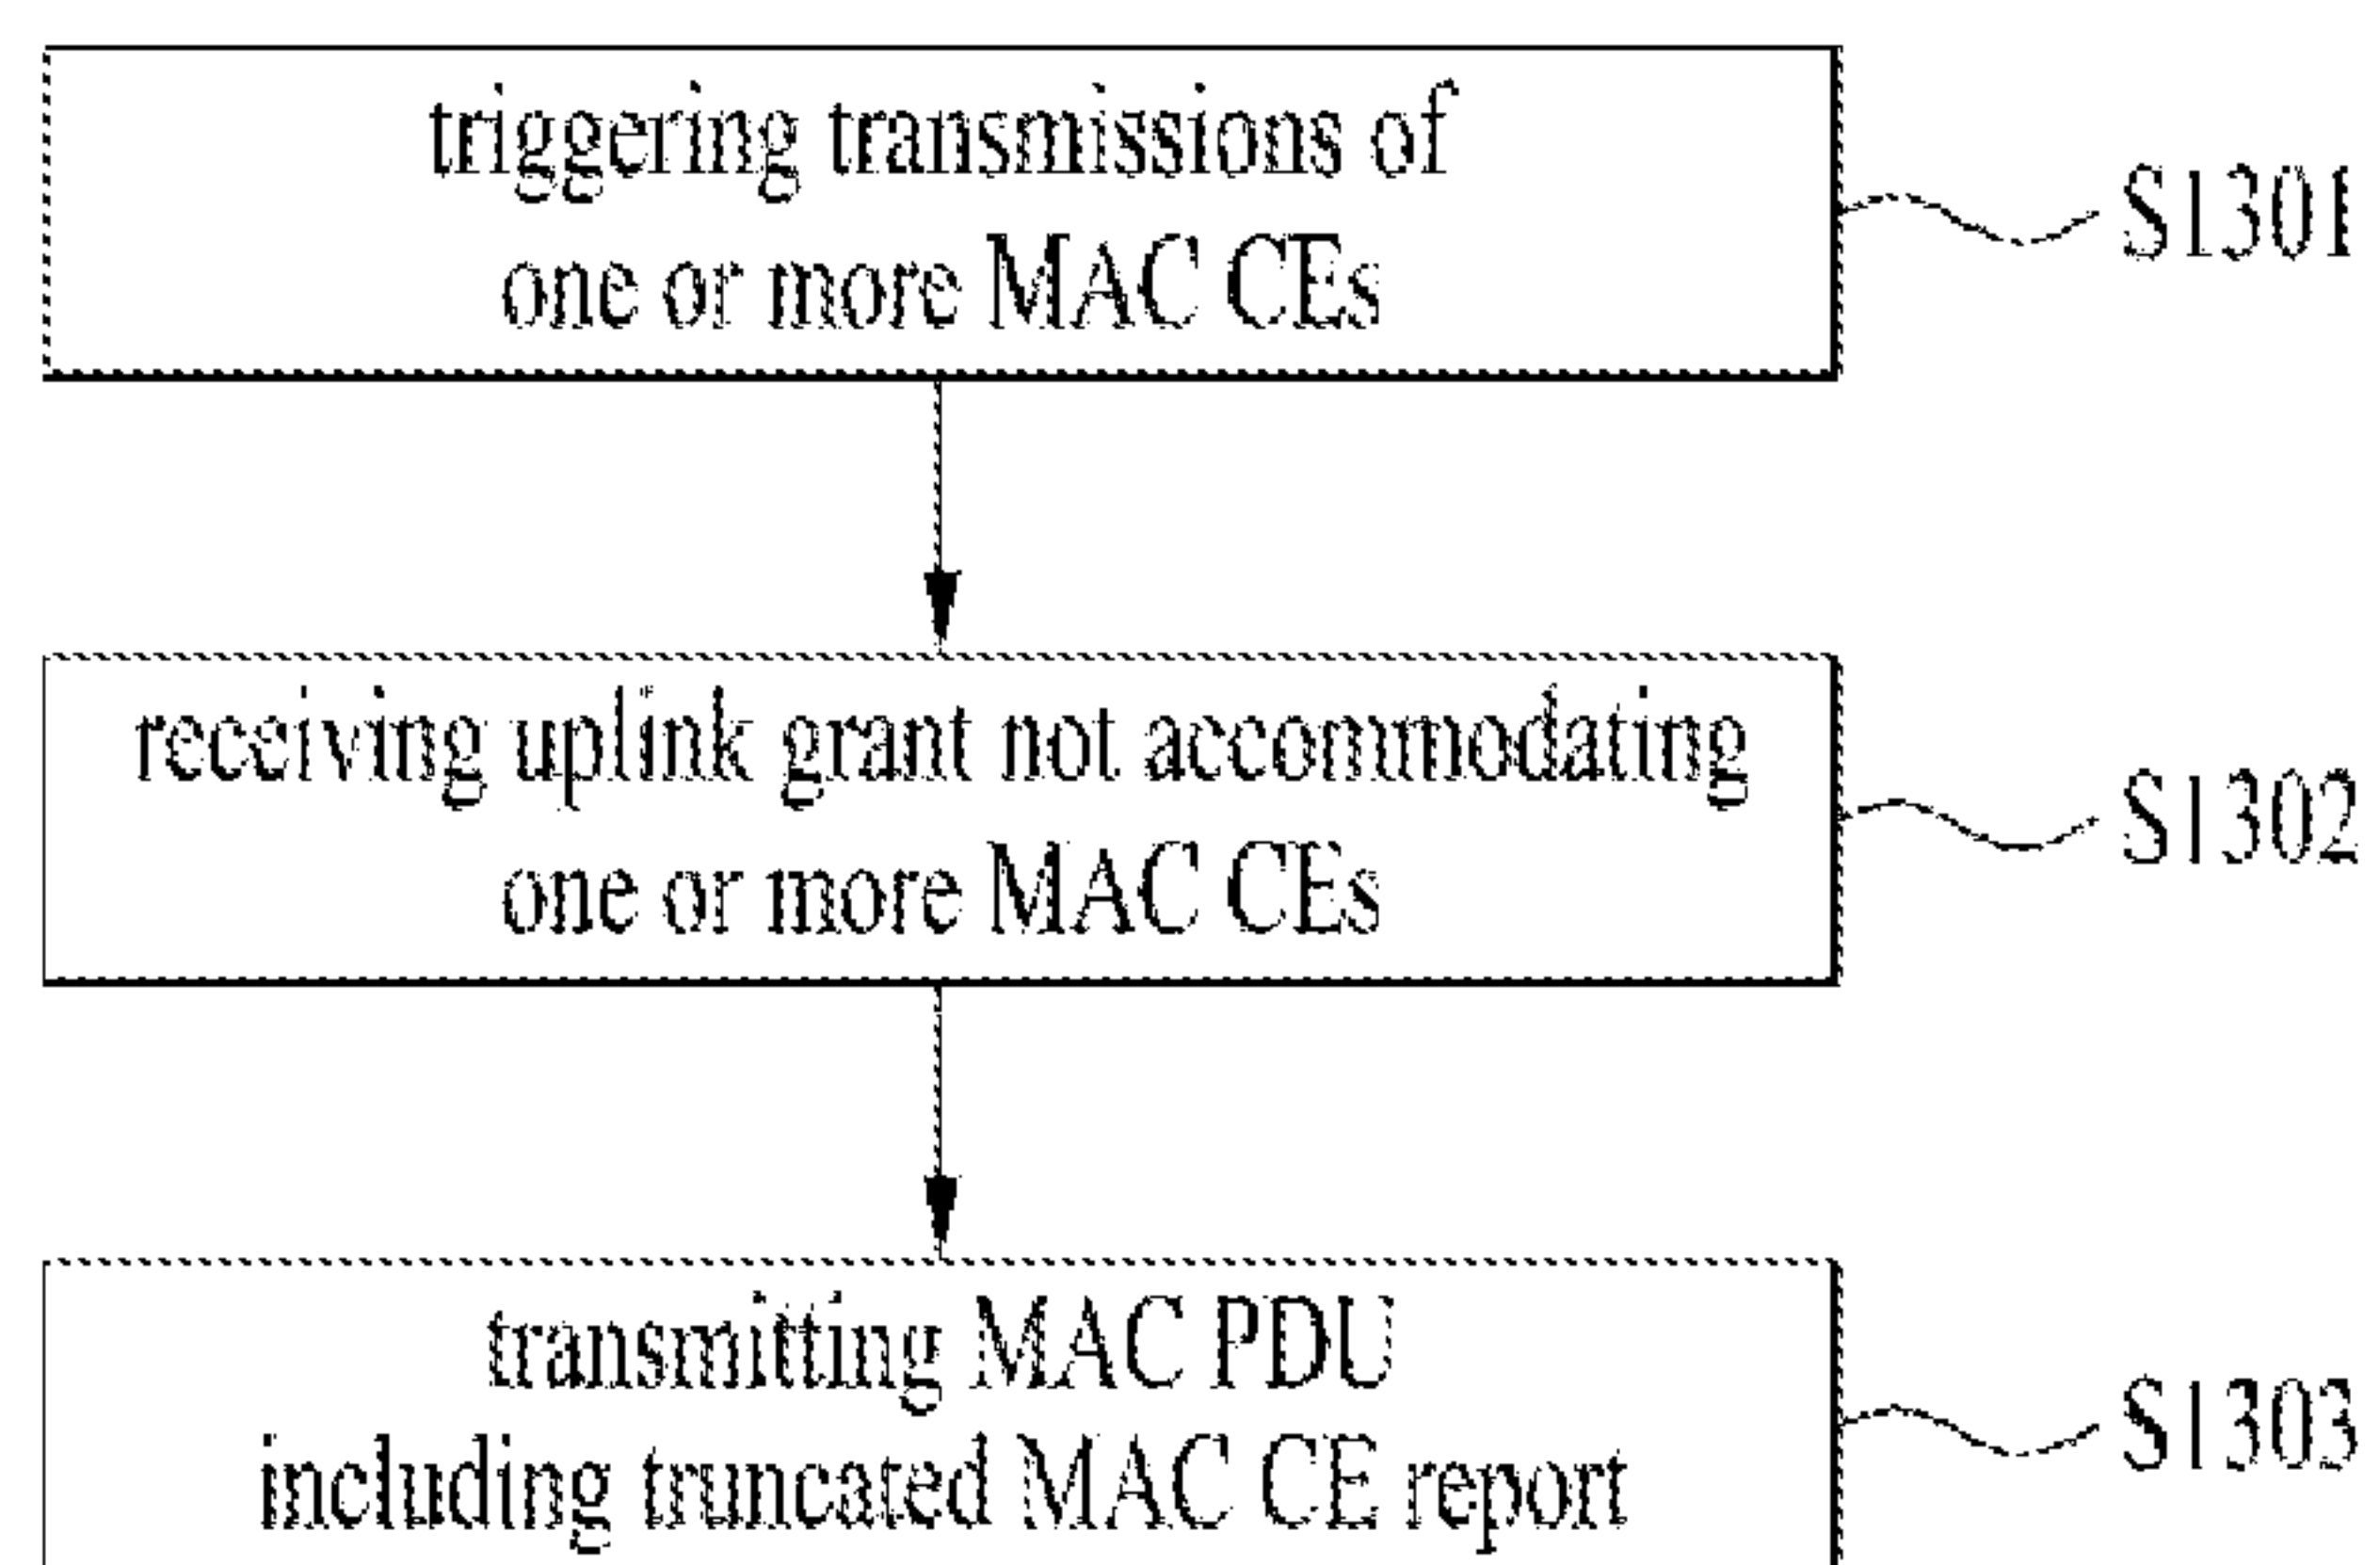 triggering transmissions of
one or more MAC CEs
S1301
receiving uplink grant not accommodating
one or more MAC CEs
S1302
transmitting MAC PDU
including truncated MAC CE report
S1303